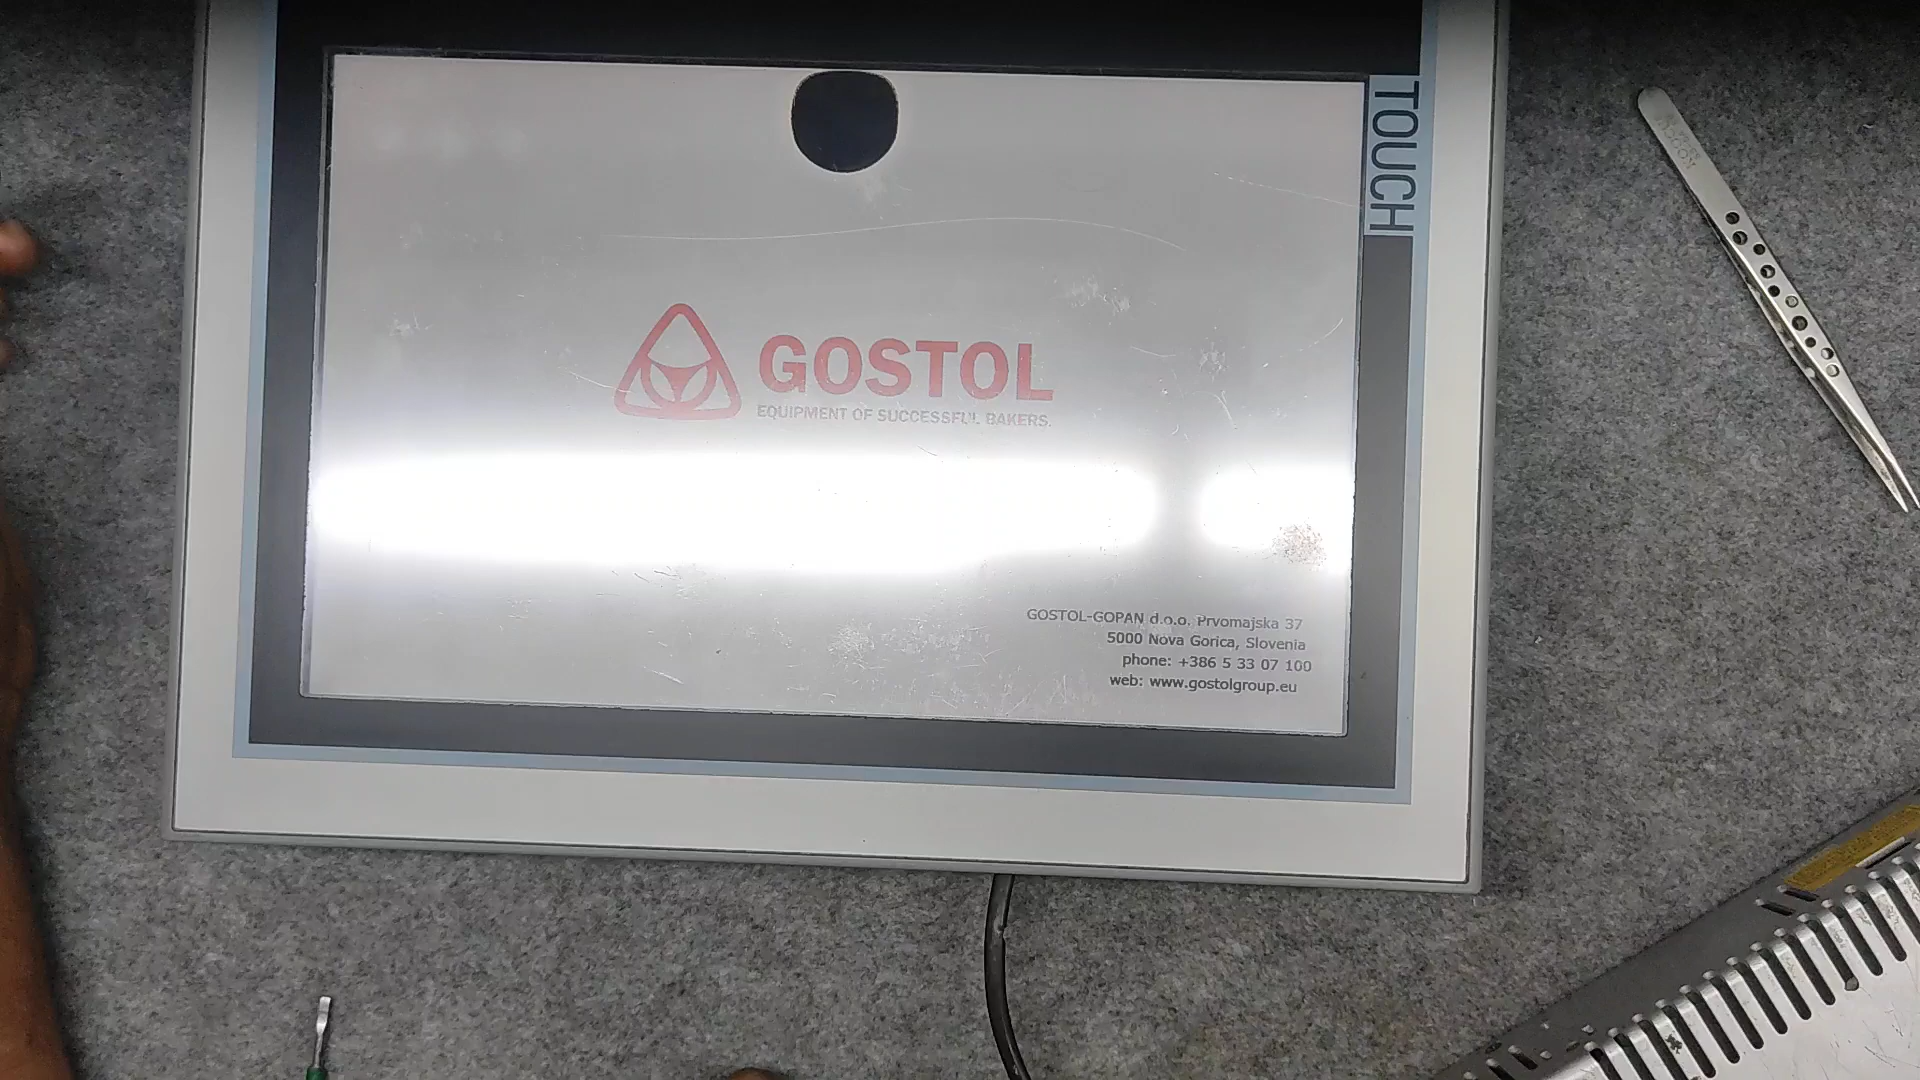 TOUCH
GOSTOL
EQUIPMENT OF SUCCESSFUL BAKERS.
GOSTOL-GOPAN d.o.o. Prvomajska 37
5000 Nova Gorica, Slovenia
phone: +386 5 33 07 100
web: www.gostolgroup.eu